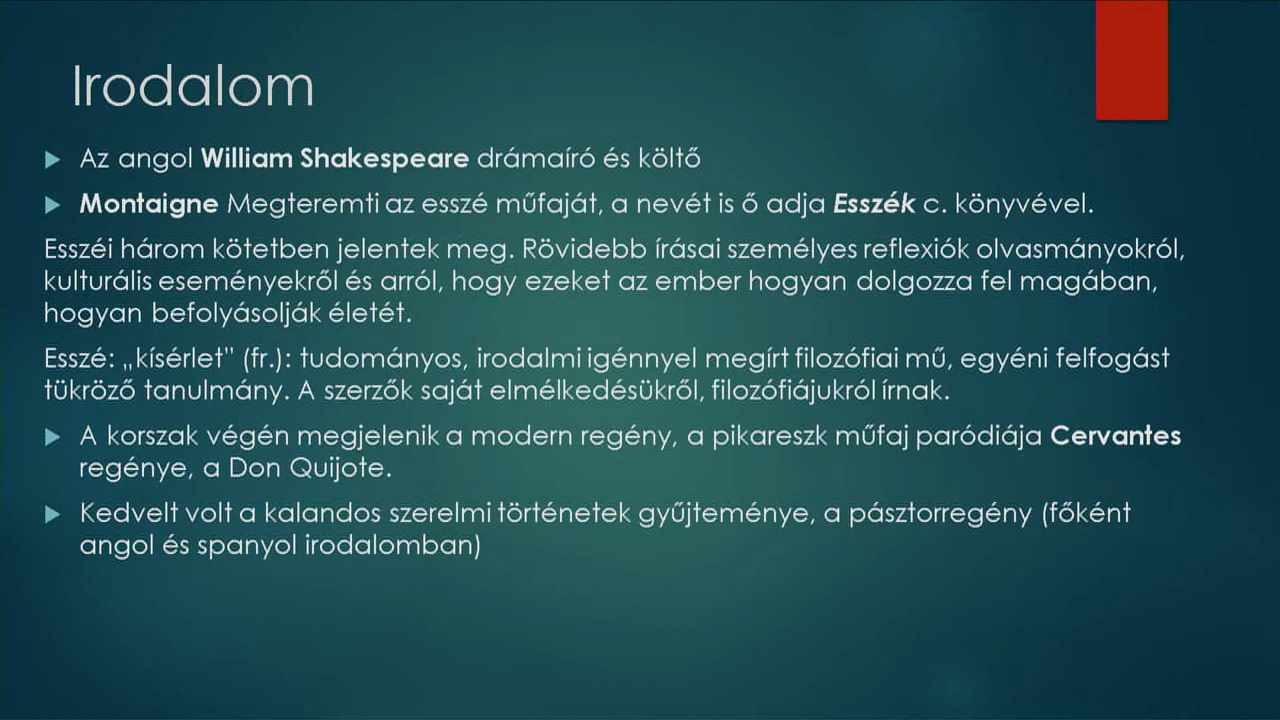 Irodalom
Az angol William Shakespeare drámaíró és költő
Montaigne Megteremti az esszé műfaját, a nevét is ő adja Esszék c. könyvével.
Esszéi három kötetben jelentek meg. Rövidebb írásai személyes reflexiók olvasmányokról,
kulturális eseményekről és arról, hogy ezeket az ember hogyan dolgozza fel magában,
hogyan befolyásolják életét.
Esszé: „kísérlet" (fr.): tudományos, irodalmi igénnyel megírt filozófiai mű, egyéni felfogást
tükröző tanulmány. A szerzők saját elmélkedésükről, filozófiájukról írnak.
A korszak végén megjelenik a modern regény, a pikareszk műfaj paródiája Cervantes
regénye, a Don Quijote.
Kedvelt volt a kalandos szerelmi történetek gyűjteménye, a pásztorregény (főként
angol és spanyol irodalomban)